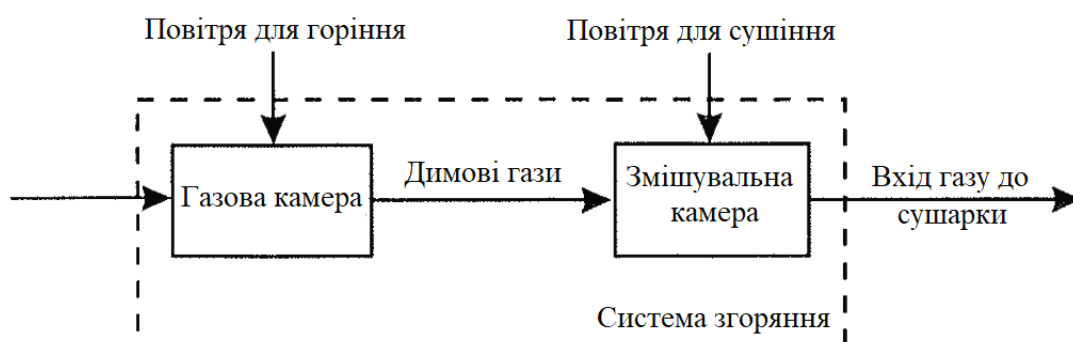 Повітря для горіння
Повітря для сушіння
Газова камера
Димові гази
Змішувальна
камера
Вхід газу до
сушарки
Система згоряння